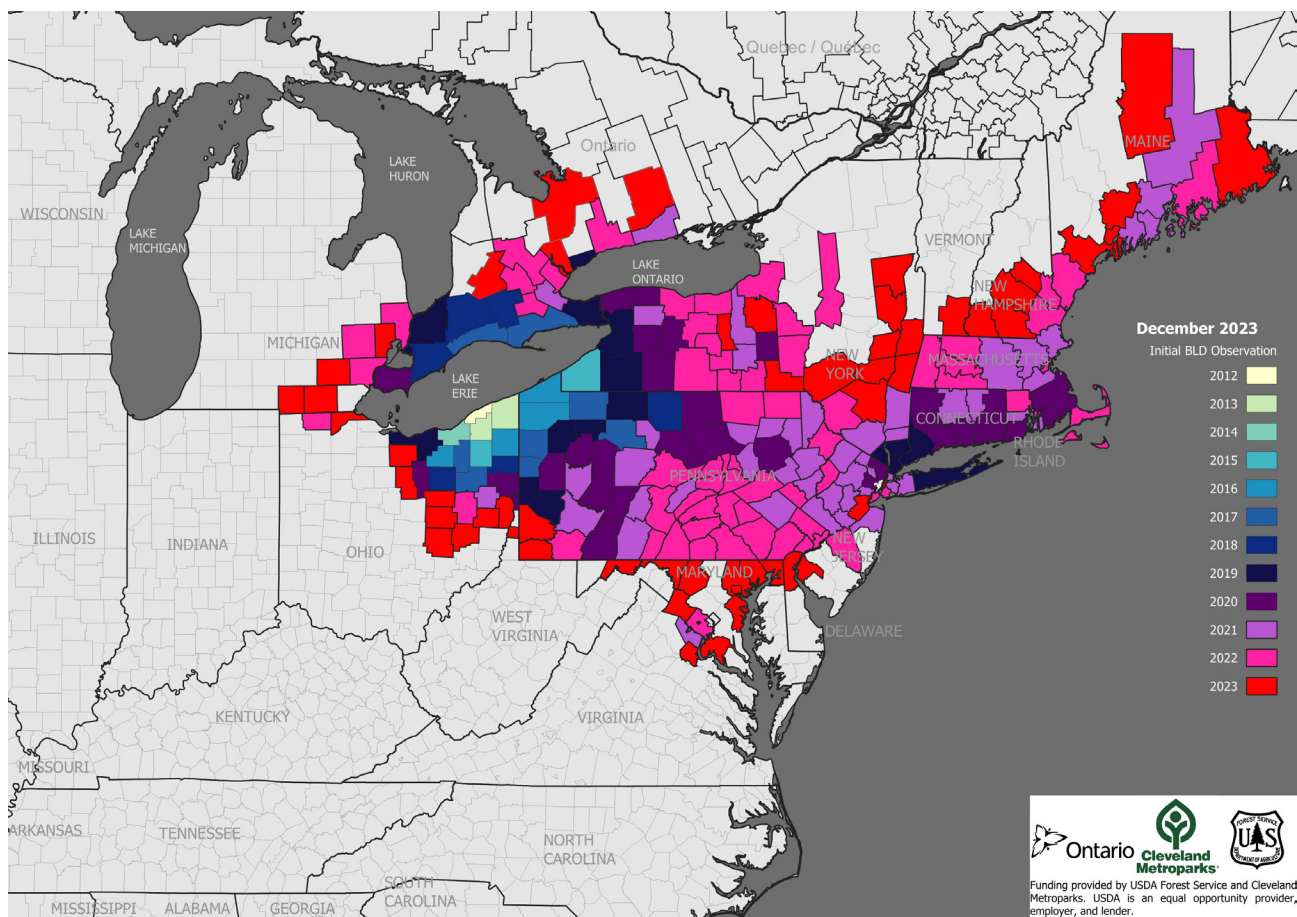 Quebec / Québec
Ontario
MAINE
LAKE
HURON
WISCONSIN
LAKE
MICHIGAN
VERMONT
LAKE
ONTARIO
NEW
HAMPSHIRE
MICHIGAN
NEW
YORK
MASSACHUSETTS
LAKE
ERIE
CONNECTICUT
RHODE
ISLAND
PENNSYLVANIA
ILLINOIS
INDIANA
OHIO
NEW
JERSEY
MARYLAND
WEST
VIRGINIA
DELAWARE
KENTUCKY
VIRGINIA
MISSOURI
ARKANSAS
TENNESSEE
NORTH
CAROLINA
SOUTH
CAROLINA
MISSISSIPPI
ALABAMA
GEORGIA
December 2023
Initial BLD Observation
2012
2013
2014
2015
2016
2017
2018
2019
2020
2021
2022
2023
Ontario
Cleveland
Metroparks
FOREST SERVICE
U S
DEPARTMENT OF AGRICULTURE
Funding provided by USDA Forest Service and Cleveland
Metroparks. USDA is an equal opportunity provider,
employer, and lender.